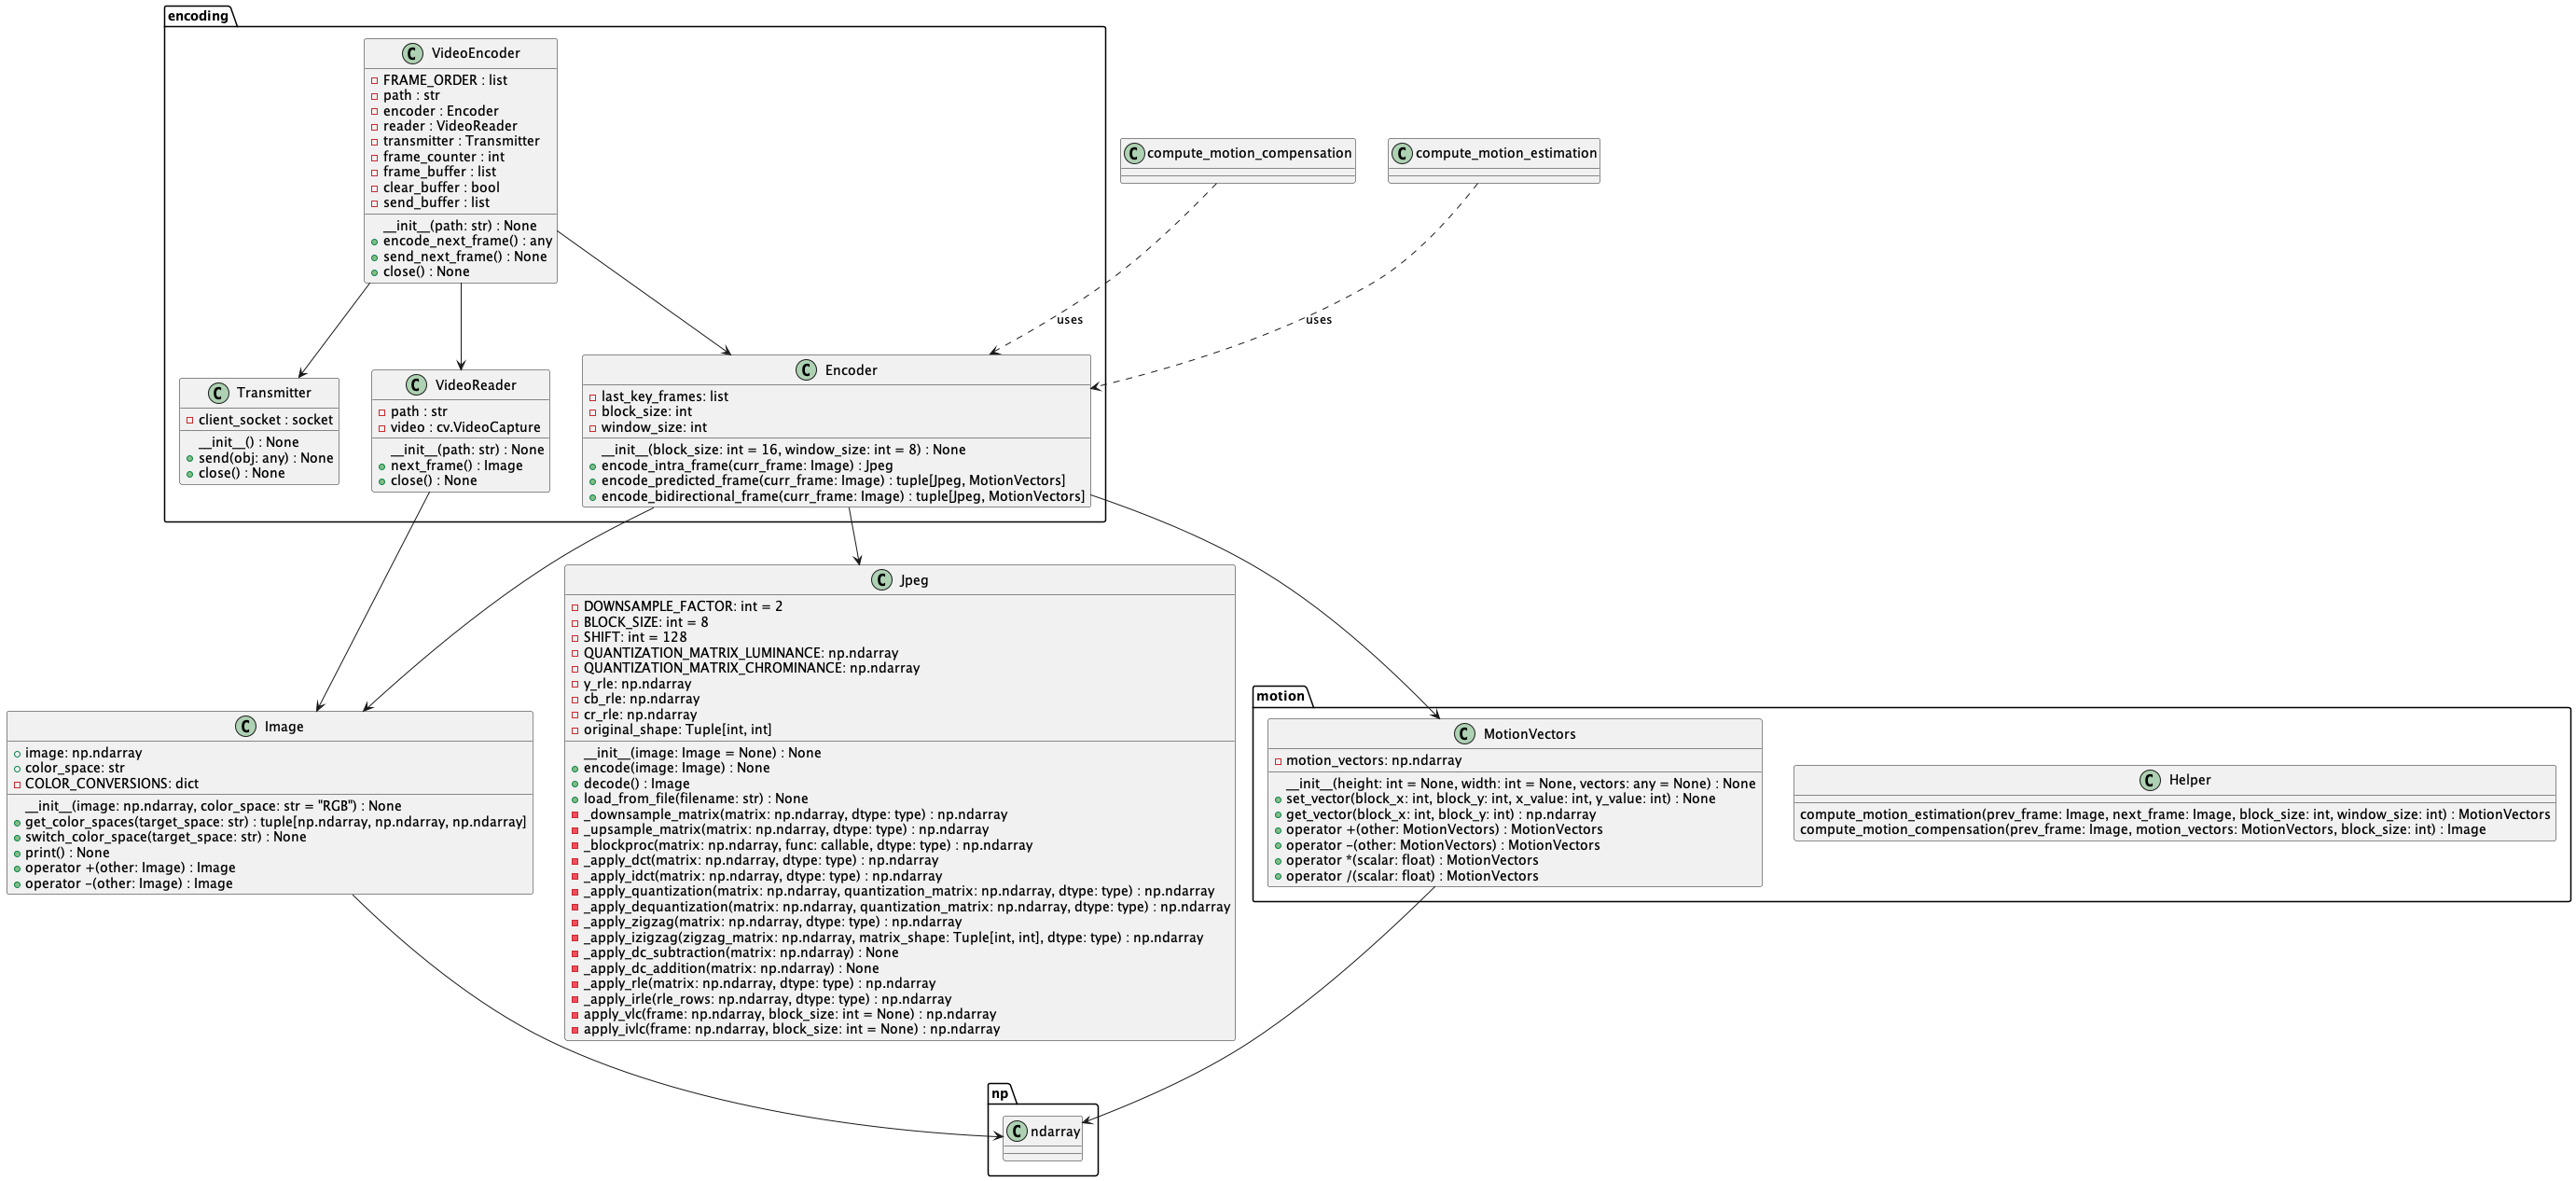 encoding
C VideoEncoder
FRAME_ORDER : list
path : str
encoder : Encoder
reader : VideoReader
transmitter : Transmitter
frame_counter : int
frame_buffer : list
clear_buffer : bool
send_buffer : list
__init__(path: str) : None
encode_next_frame() : any
send_next_frame() : None
close() : None
C compute_motion_compensation
C compute_motion_estimation
uses
uses
C Transmitter
client_socket : socket
__init__() : None
send(obj: any) : None
close() : None
C VideoReader
path : str
video : cv.VideoCapture
__init__(path: str) : None
next_frame() : Image
close() : None
C Encoder
last_key_frames: list
block_size: int
window_size: int
__init__(block_size: int = 16, window_size: int = 8) : None
encode_intra_frame(curr_frame: Image) : Jpeg
encode_predicted_frame(curr_frame: Image) : tuple[Jpeg, MotionVectors]
encode_bidirectional_frame(curr_frame: Image) : tuple[Jpeg, MotionVectors]
C Image
image: np.ndarray
color_space: str
COLOR_CONVERSIONS: dict
__init__(image: np.ndarray, color_space: str = "RGB") : None
get_color_spaces(target_space: str) : tuple[np.ndarray, np.ndarray, np.ndarray]
switch_color_space(target_space: str) : None
print() : None
operator +(other: Image) : Image
operator -(other: Image) : Image
C Jpeg
DOWNSAMPLE_FACTOR: int = 2
BLOCK_SIZE: int = 8
SHIFT: int = 128
QUANTIZATION_MATRIX_LUMINANCE: np.ndarray
QUANTIZATION_MATRIX_CHROMINANCE: np.ndarray
y_rle: np.ndarray
cb_rle: np.ndarray
cr_rle: np.ndarray
original_shape: Tuple[int, int]
__init__(image: Image = None) : None
encode(image: Image) : None
decode() : Image
load_from_file(filename: str) : None
_downsample_matrix(matrix: np.ndarray, dtype: type) : np.ndarray
_upsample_matrix(matrix: np.ndarray, dtype: type) : np.ndarray
_blockproc(matrix: np.ndarray, func: callable, dtype: type) : np.ndarray
_apply_dct(matrix: np.ndarray, dtype: type) : np.ndarray
_apply_idct(matrix: np.ndarray, dtype: type) : np.ndarray
_apply_quantization(matrix: np.ndarray, quantization_matrix: np.ndarray, dtype: type) : np.ndarray
_apply_dequantization(matrix: np.ndarray, quantization_matrix: np.ndarray, dtype: type) : np.ndarray
_apply_zigzag(matrix: np.ndarray, dtype: type) : np.ndarray
_apply_izigzag(zigzag_matrix: np.ndarray, matrix_shape: Tuple[int, int], dtype: type) : np.ndarray
_apply_dc_subtraction(matrix: np.ndarray) : None
_apply_dc_addition(matrix: np.ndarray) : None
_apply_rle(matrix: np.ndarray, dtype: type) : np.ndarray
_apply_irle(rle_rows: np.ndarray, dtype: type) : np.ndarray
apply_vlc(frame: np.ndarray, block_size: int = None) : np.ndarray
apply_ivlc(frame: np.ndarray, block_size: int = None) : np.ndarray
motion
C MotionVectors
motion_vectors: np.ndarray
__init__(height: int = None, width: int = None, vectors: any = None) : None
set_vector(block_x: int, block_y: int, x_value: int, y_value: int) : None
get_vector(block_x: int, block_y: int) : np.ndarray
operator +(other: MotionVectors) : MotionVectors
operator -(other: MotionVectors) : MotionVectors
operator *(scalar: float) : MotionVectors
operator /(scalar: float) : MotionVectors
C Helper
compute_motion_estimation(prev_frame: Image, next_frame: Image, block_size: int, window_size: int) : MotionVectors
compute_motion_compensation(prev_frame: Image, motion_vectors: MotionVectors, block_size: int) : Image
np
C ndarray